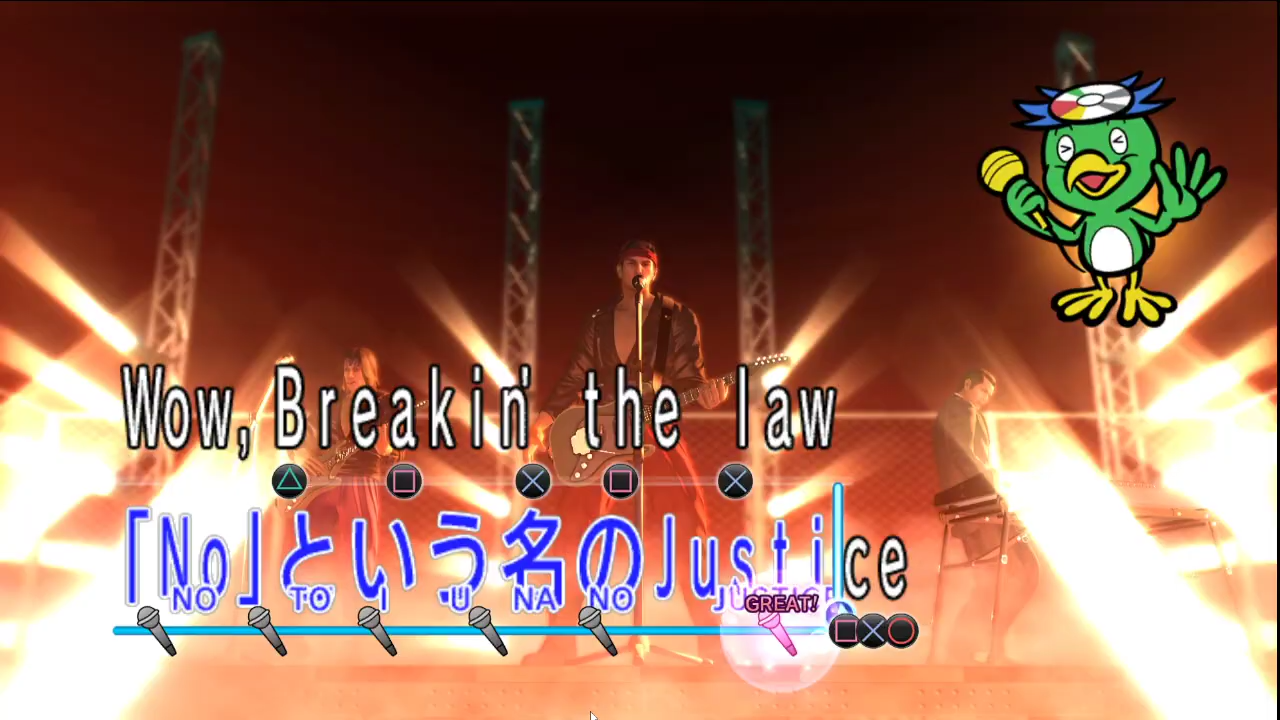 Wow, Breakin' the law
「No」という名のJustice
NO TO I U NA NO JUSTICE
GREAT!